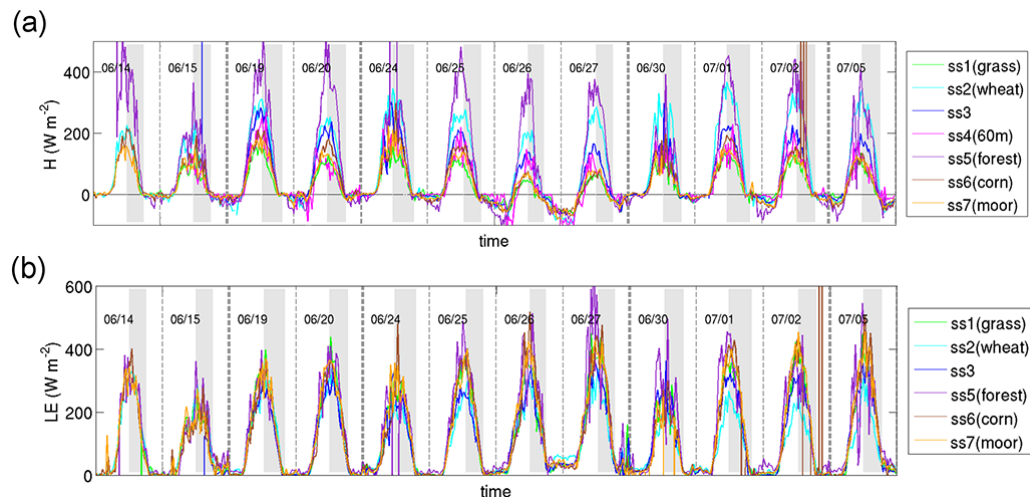 (a)
H (W m⁻²)
400
200
0
-200
06/14 06/15 06/19 06/20 06/24 06/25 06/26 06/27 06/30 07/01 07/02 07/05
time
ss1(grass)
ss2(wheat)
ss3
ss4(60m)
ss5(forest)
ss6(corn)
ss7(moor)
(b)
LE (W m⁻²)
600
400
200
0
06/14 06/15 06/19 06/20 06/24 06/25 06/26 06/27 06/30 07/01 07/02 07/05
time
ss1(grass)
ss2(wheat)
ss3
ss5(forest)
ss6(corn)
ss7(moor)